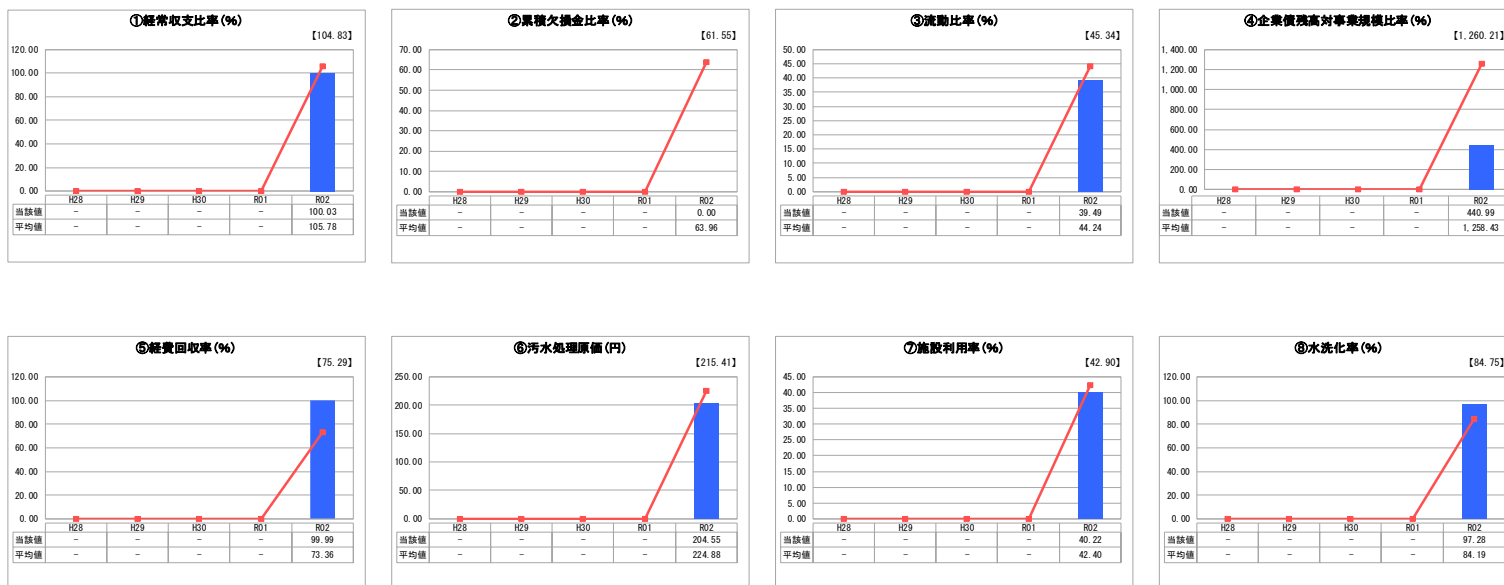 ①経常収支比率(%)
【104.83】
120.00
100.00
80.00
60.00
40.00
20.00
0.00
H28 H29 H30 R01 R02
当該値 - - - - 100.03
平均値 - - - - 105.78
②累積欠損金比率(%)
【61.55】
70.00
60.00
50.00
40.00
30.00
20.00
10.00
0.00
H28 H29 H30 R01 R02
当該値 - - - - 0.00
平均値 - - - - 63.96
③流動比率(%)
【45.34】
50.00
45.00
40.00
35.00
30.00
25.00
20.00
15.00
10.00
5.00
0.00
H28 H29 H30 R01 R02
当該値 - - - - 39.49
平均値 - - - - 44.24
④企業債残高対事業規模比率(%)
【1,260.21】
1,400.00
1,200.00
1,000.00
800.00
600.00
400.00
200.00
0.00
H28 H29 H30 R01 R02
当該値 - - - - 440.99
平均値 - - - - 1,258.43
⑤経費回収率(%)
【75.29】
120.00
100.00
80.00
60.00
40.00
20.00
0.00
H28 H29 H30 R01 R02
当該値 - - - - 99.99
平均値 - - - - 73.36
⑥汚水処理原価(円)
【215.41】
250.00
200.00
150.00
100.00
50.00
0.00
H28 H29 H30 R01 R02
当該値 - - - - 204.55
平均値 - - - - 224.88
⑦施設利用率(%)
【42.90】
45.00
40.00
35.00
30.00
25.00
20.00
15.00
10.00
5.00
0.00
H28 H29 H30 R01 R02
当該値 - - - - 40.22
平均値 - - - - 42.40
⑧水洗化率(%)
【84.75】
120.00
100.00
80.00
60.00
40.00
20.00
0.00
H28 H29 H30 R01 R02
当該値 - - - - 97.28
平均値 - - - - 84.19